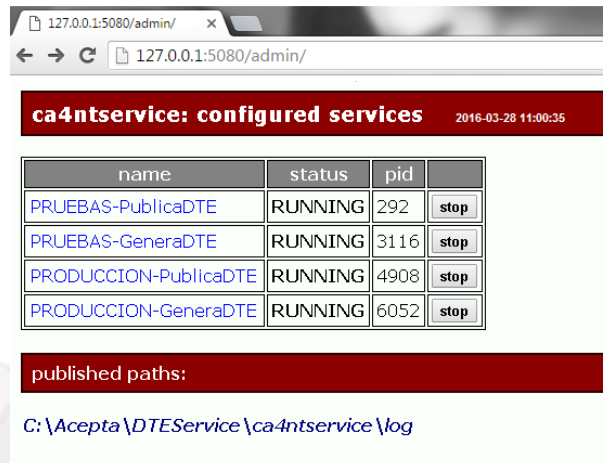 127.0.0.1:5080/admin/
127.0.0.1:5080/admin/
ca4ntservice: configured services 2016-03-28 11:00:35
name status pid
PRUEBAS-PublicaDTE RUNNING 292 stop
PRUEBAS-GeneraDTE RUNNING 3116 stop
PRODUCCION-PublicaDTE RUNNING 4908 stop
PRODUCCION-GeneraDTE RUNNING 6052 stop
published paths:
C:\Acepta\DTEService\ca4ntservice\log